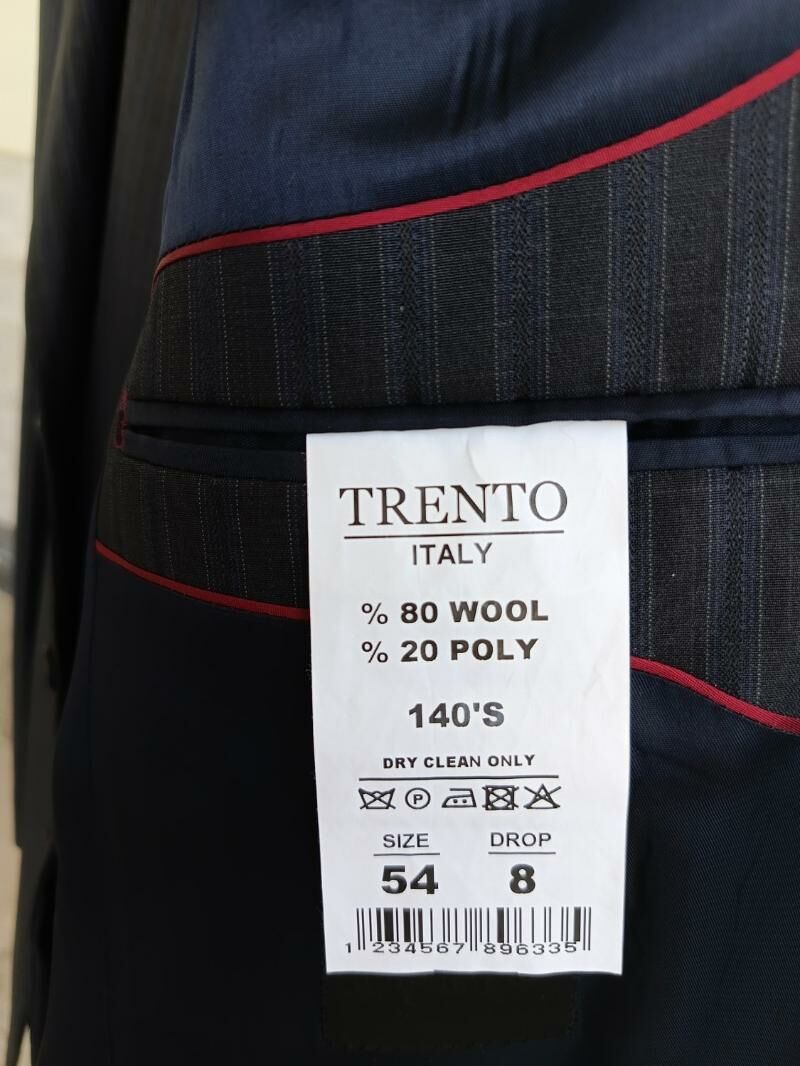 TRENTO
ITALY
% 80 WOOL
% 20 POLY
140'S
DRY CLEAN ONLY
P
SIZE DROP
54 8
1 234567 896335